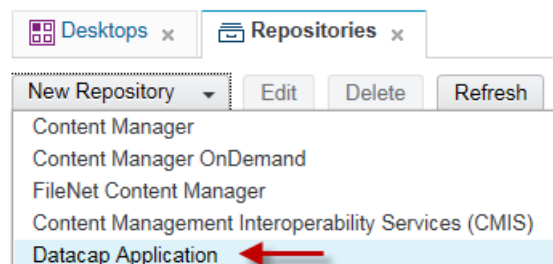 Desktops x Repositories x
New Repository Edit Delete Refresh
Content Manager
Content Manager OnDemand
FileNet Content Manager
Content Management Interoperability Services (CMIS)
Datacap Application